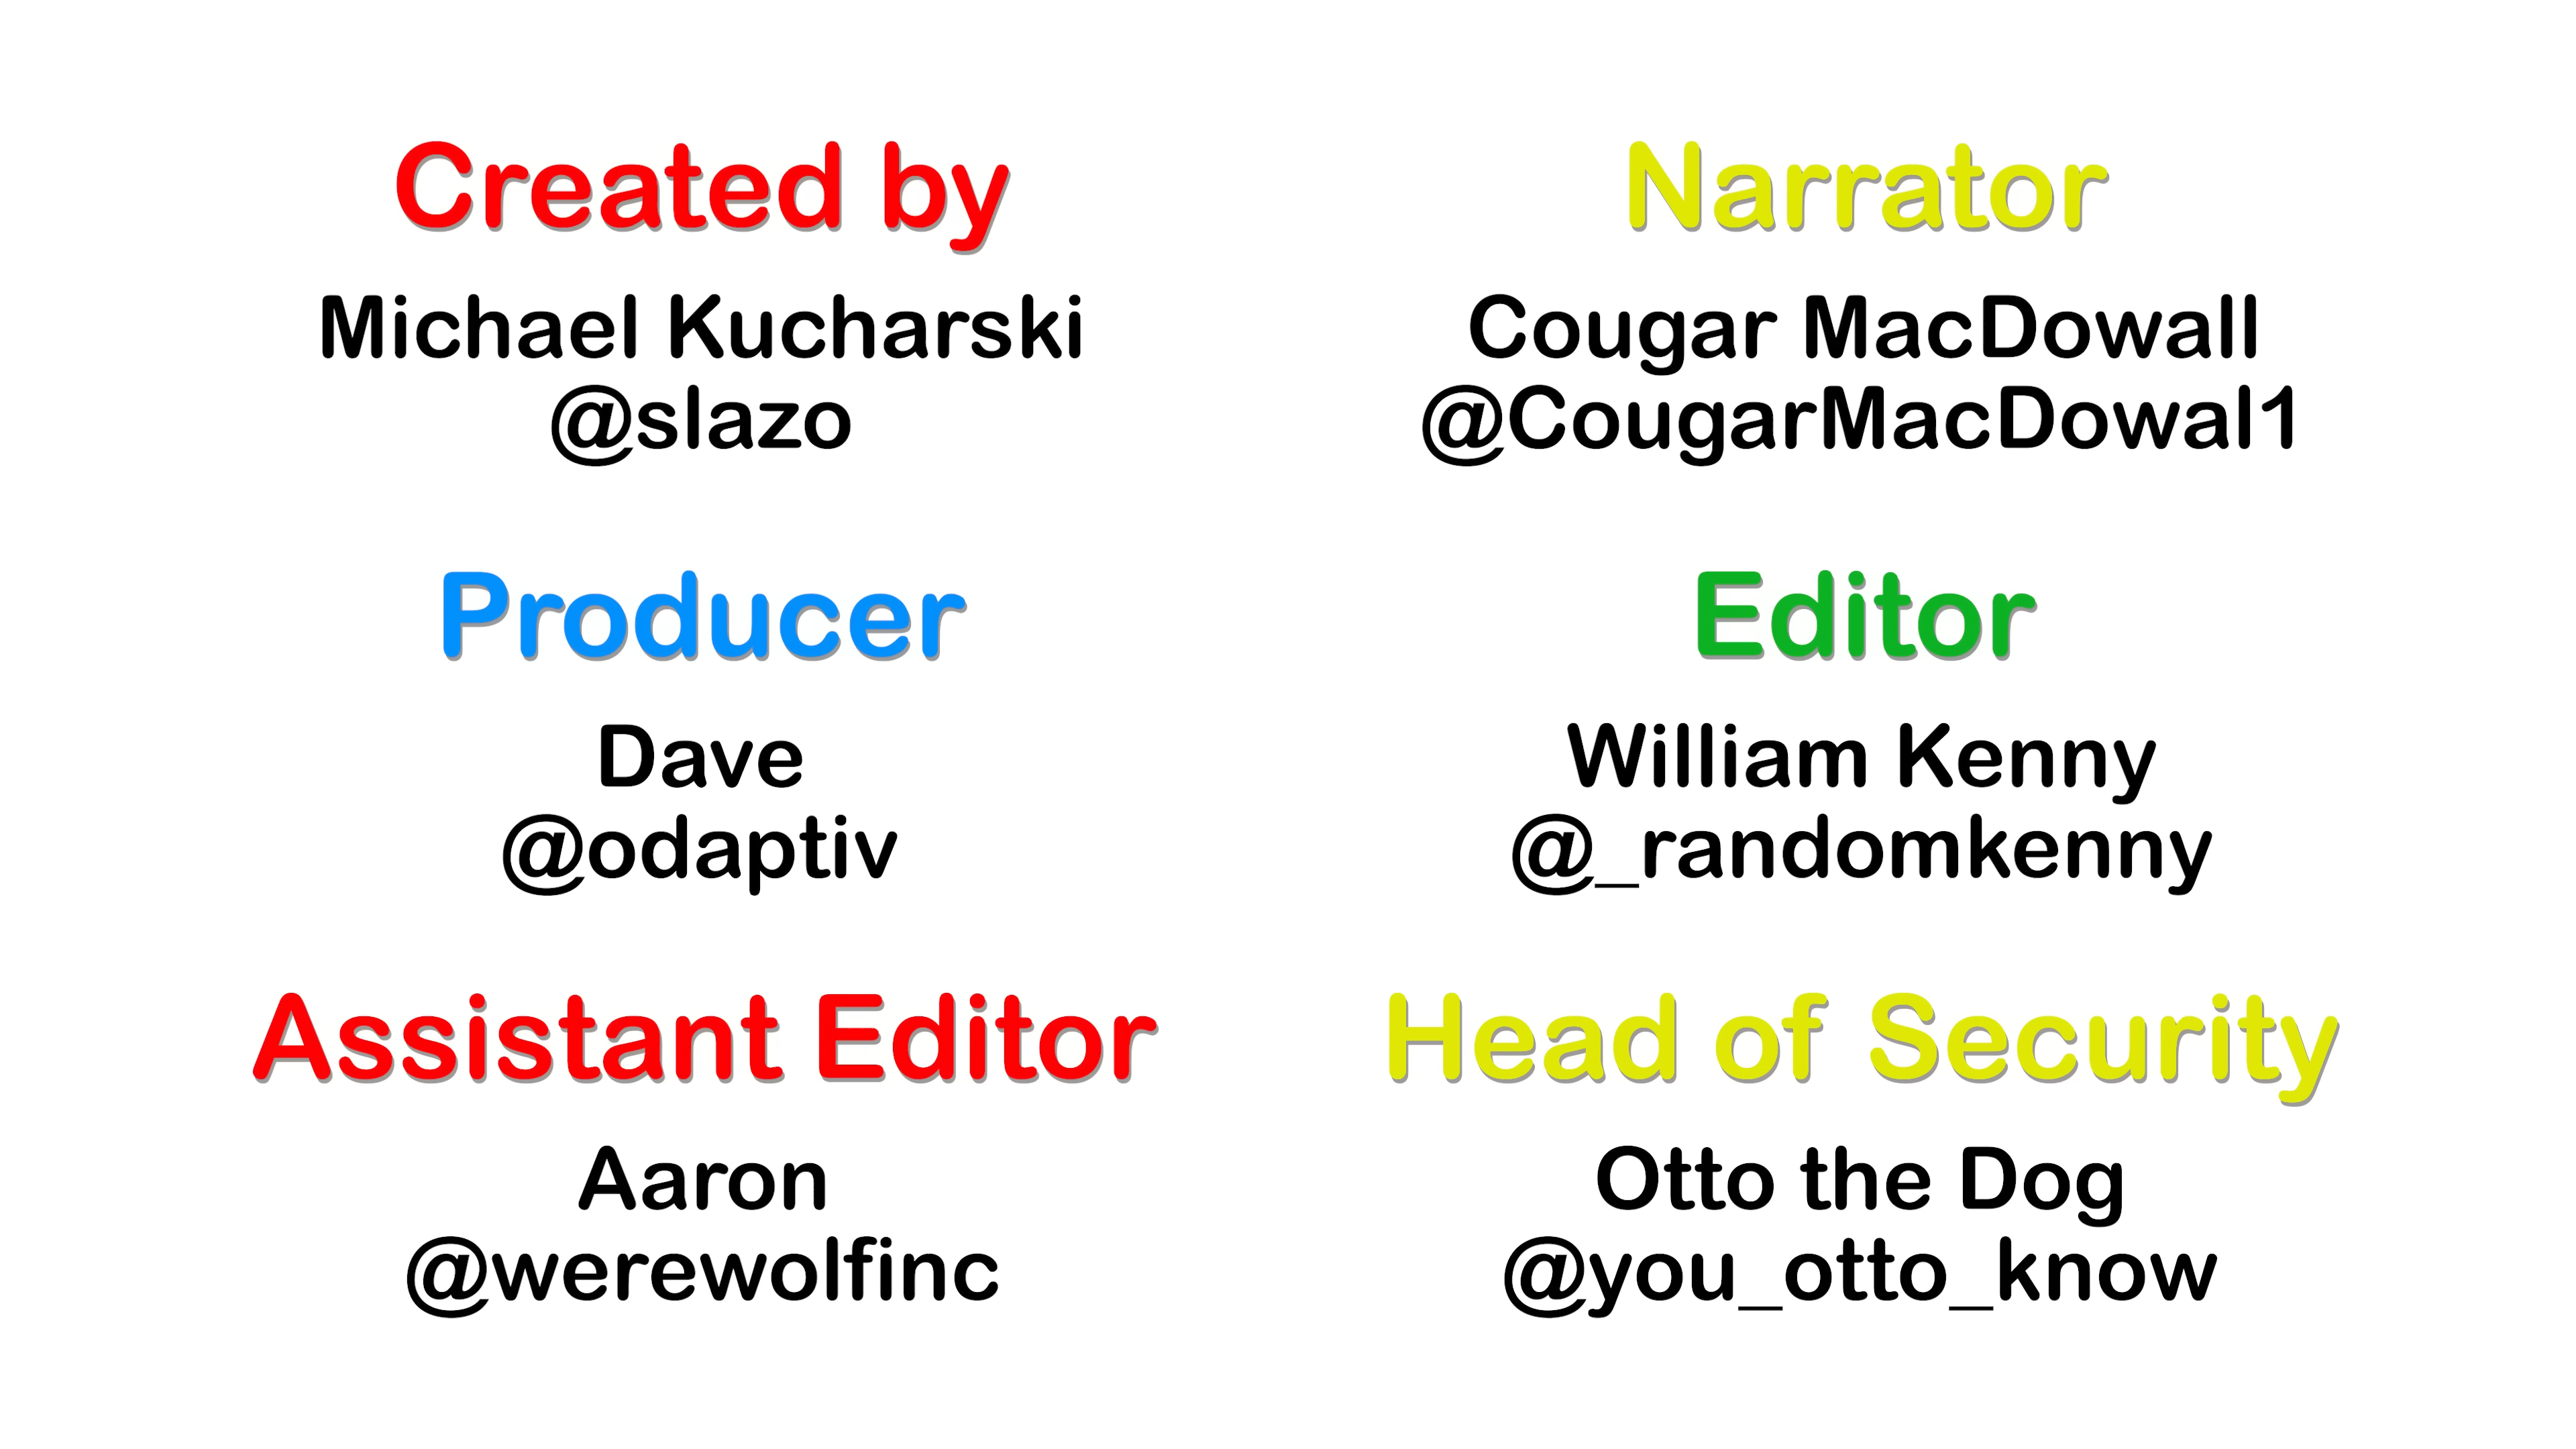 Created by
Michael Kucharski
@slazo
Narrator
Cougar MacDowall
@CougarMacDowal1
Producer
Dave
@odaptiv
Editor
William Kenny
@_randomkenny
Assistant Editor
Aaron
@werewolfinc
Head of Security
Otto the Dog
@you_otto_know